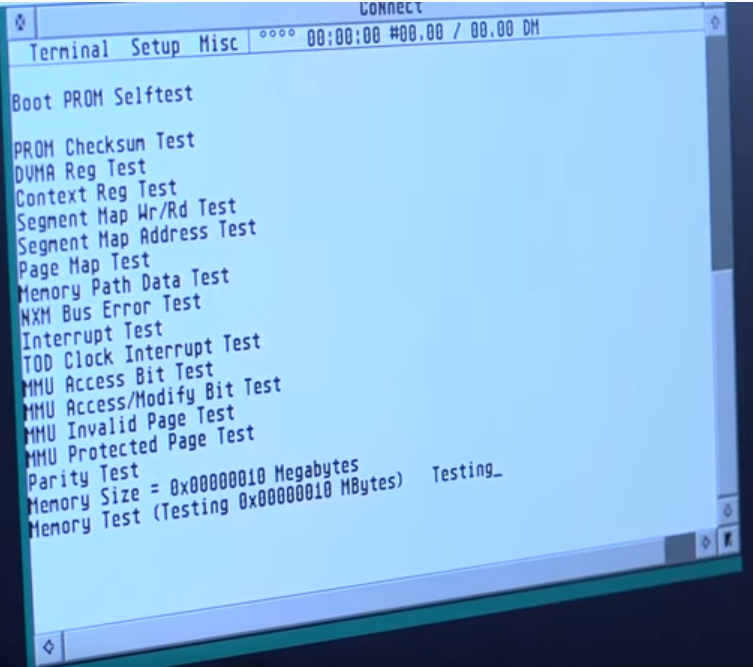 CoNnect
Terminal Setup Misc °°°° 00:00:00 #00.00 / 00.00 DM
Boot PROM Selftest
PROM Checksum Test
DVMA Reg Test
Context Reg Test
Segment Map Wr/Rd Test
Segment Map Address Test
Page Map Test
Memory Path Data Test
NXM Bus Error Test
Interrupt Test
TOD Clock Interrupt Test
MMU Access Bit Test
MMU Access/Modify Bit Test
MMU Invalid Page Test
MMU Protected Page Test
Parity Test
Memory Size = 0x00000010 Megabytes
Memory Test (Testing 0x00000010 MBytes) Testing_